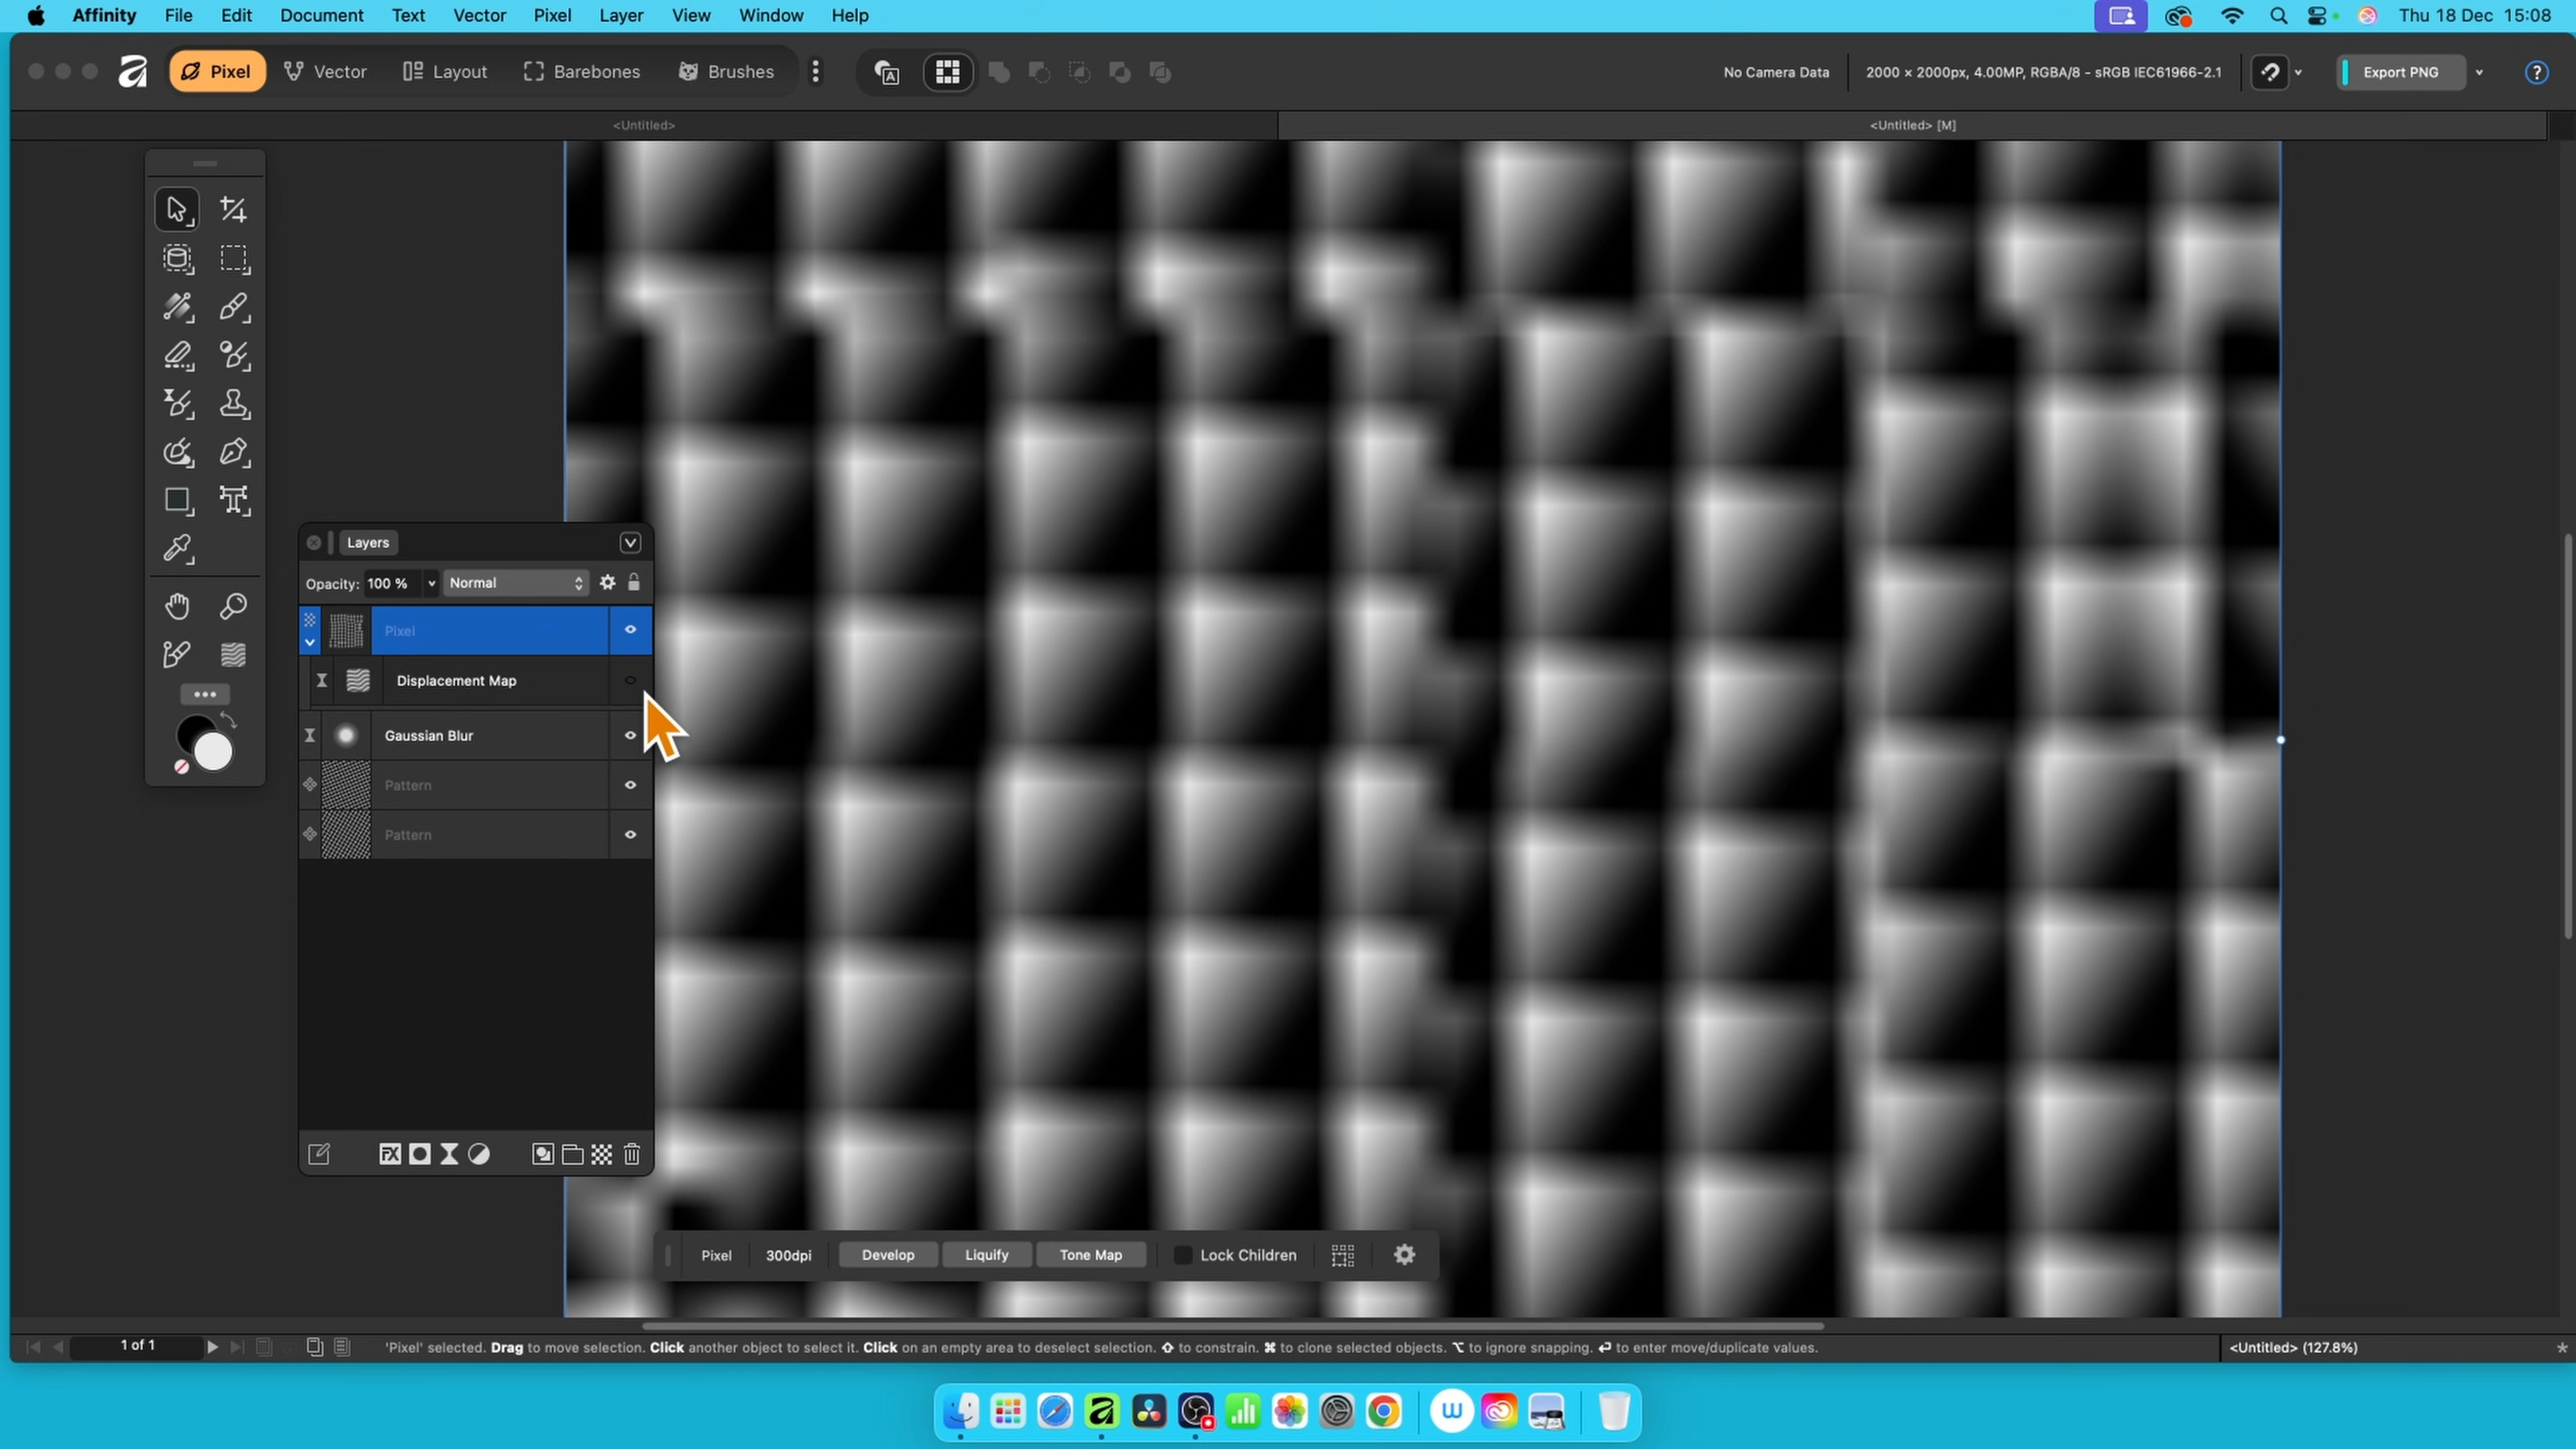 Affinity File Edit Document Text Vector Pixel Layer View Window Help Thu 18 Dec 15:08
Pixel Vector Layout Barebones Brushes A No Camera Data 2000 × 2000px, 4.00MP, RGBA/8 - sRGB IEC61966-2.1 Export PNG ?
<Untitled> <Untitled> [M]
Layers
Opacity: 100 % Normal
Pixel
Displacement Map
Gaussian Blur
Pattern
Pattern
FX
Pixel 300dpi Develop Liquify Tone Map Lock Children
1 of 1 'Pixel' selected. Drag to move selection. Click another object to select it. Click on an empty area to deselect selection. ⇧ to constrain. ⌘ to clone selected objects. ⌥ to ignore snapping. ↩ to enter move/duplicate values. <Untitled> (127.8%) *
w